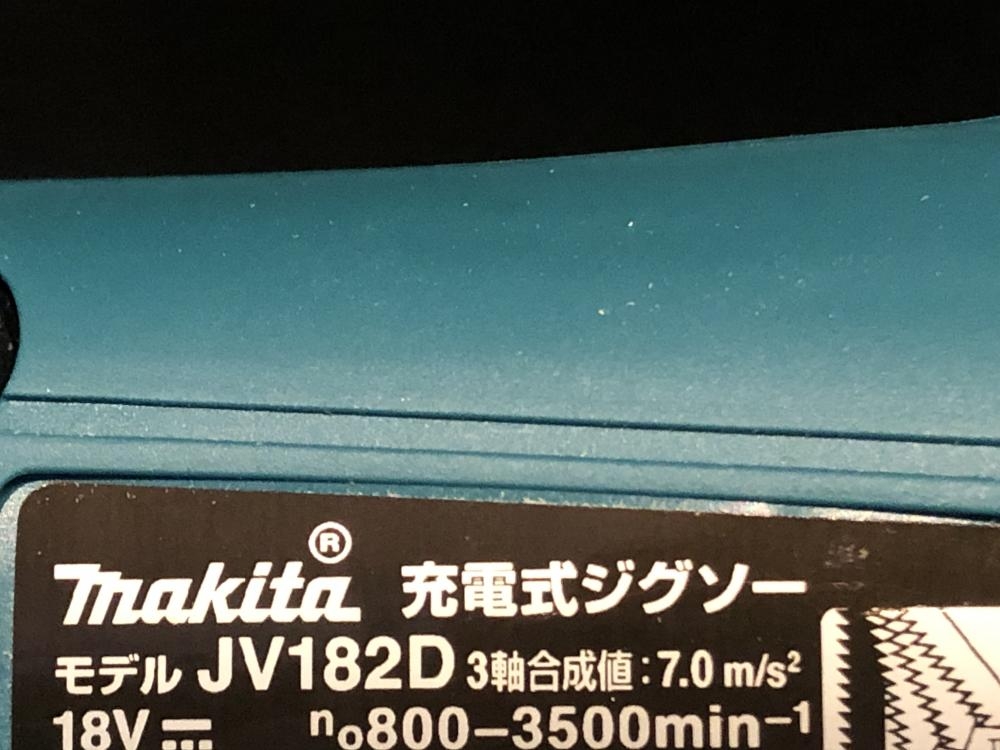 makita® 充電式ジグソー
モデル JV182D 3軸合成値:7.0 m/s²
18V⎓ n₀800-3500min⁻¹